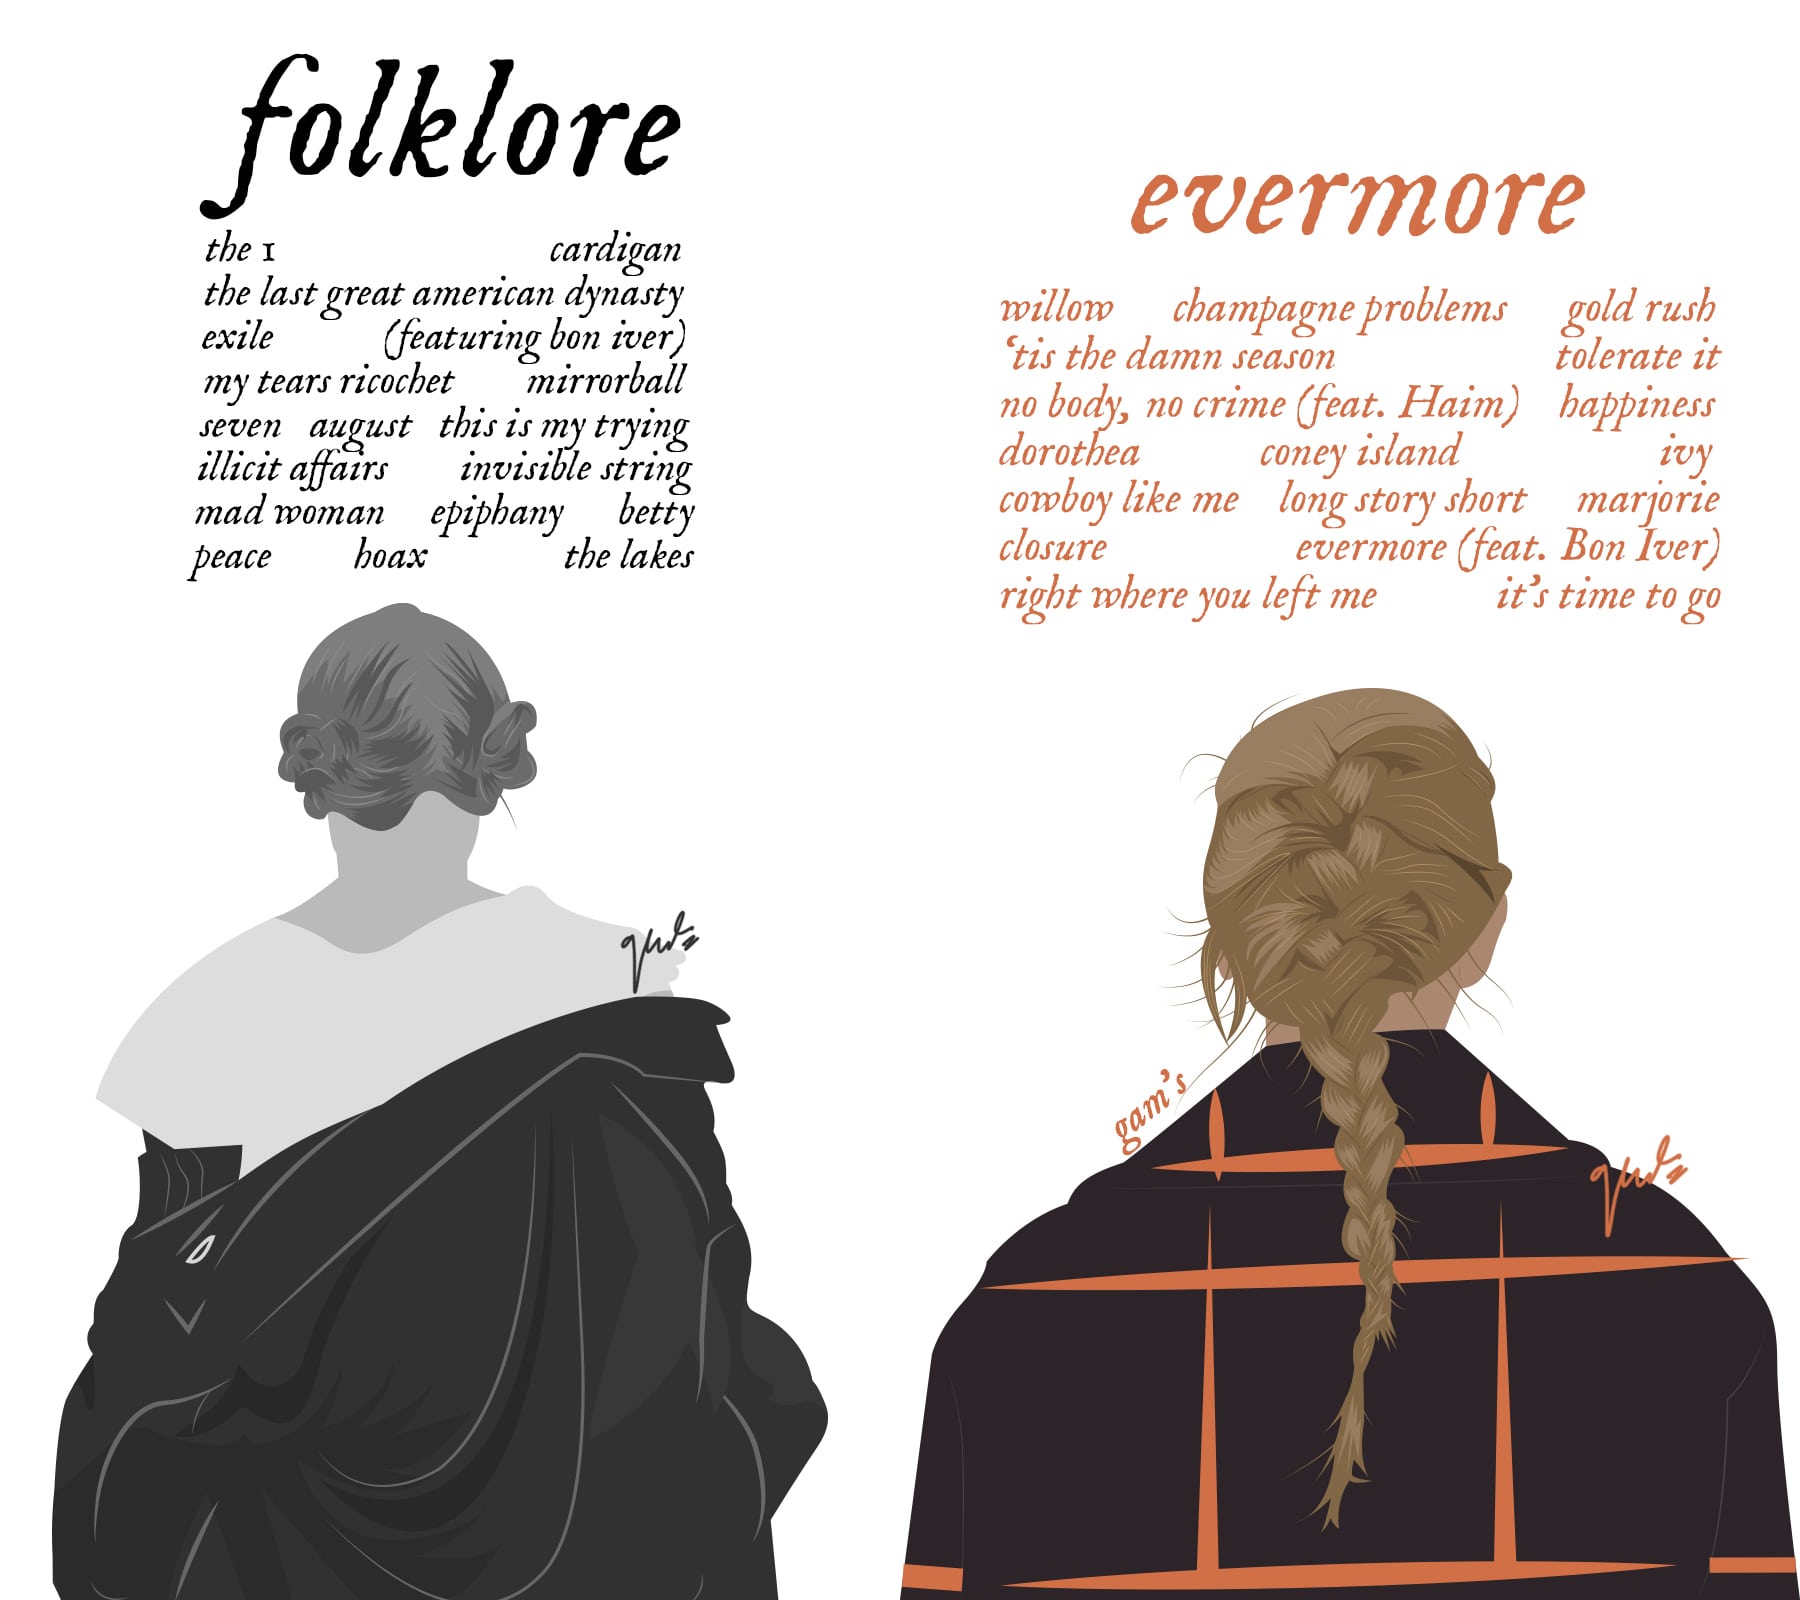 folklore
the 1 cardigan
the last great american dynasty
exile (featuring bon iver)
my tears ricochet mirrorball
seven august this is my trying
illicit affairs invisible string
mad woman epiphany betty
peace hoax the lakes
evermore
willow champagne problems gold rush
‘tis the damn season tolerate it
no body, no crime (feat. Haim) happiness
dorothea coney island ivy
cowboy like me long story short marjorie
closure evermore (feat. Bon Iver)
right where you left me it’s time to go
gam’s